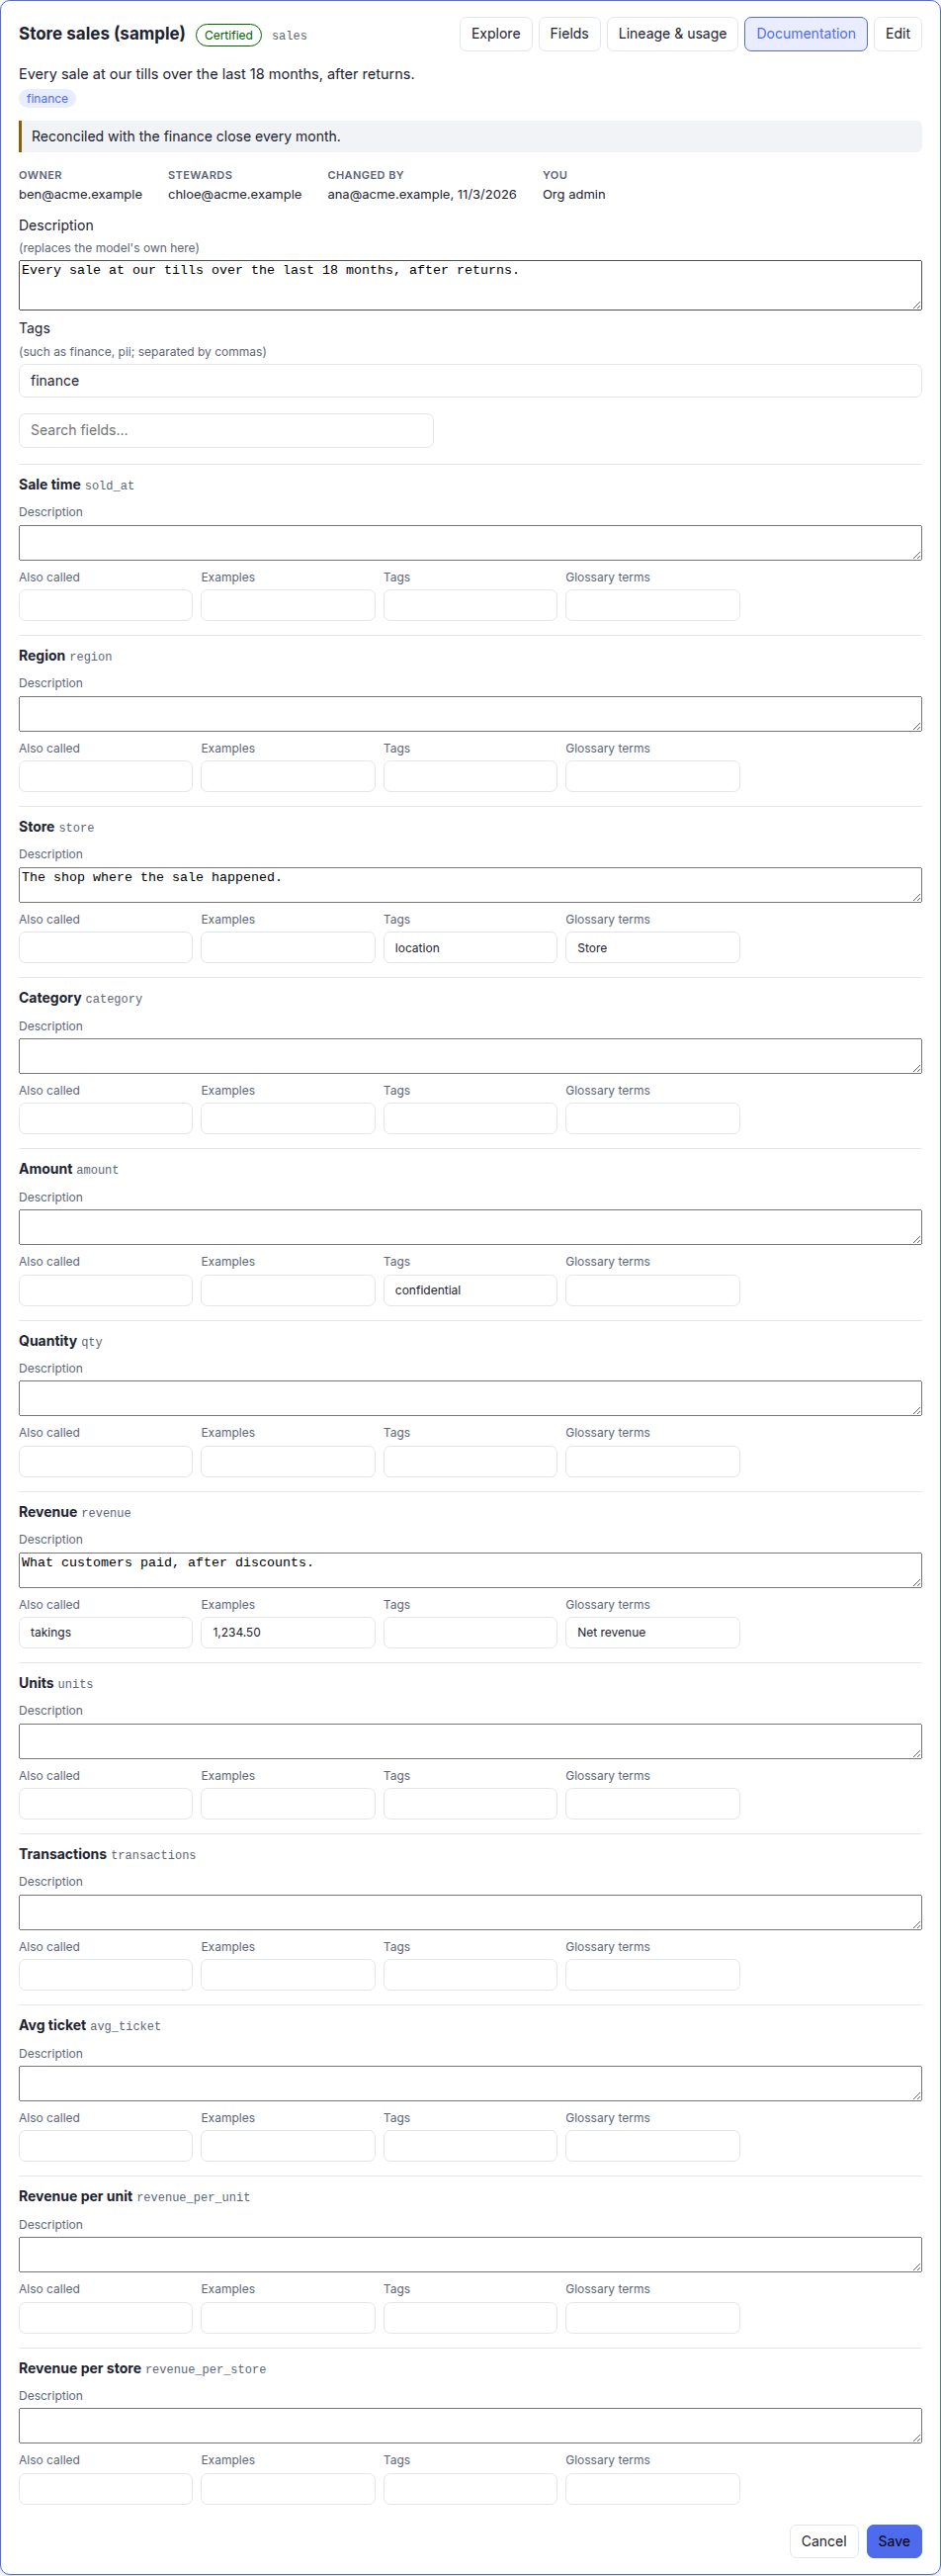 Store sales (sample) Certified sales Explore Fields Lineage & usage Documentation Edit
Every sale at our tills over the last 18 months, after returns.
finance
Reconciled with the finance close every month.
OWNER STEWARDS CHANGED BY YOU
ben@acme.example chloe@acme.example ana@acme.example, 11/3/2026 Org admin
Description
(replaces the model's own here)
Every sale at our tills over the last 18 months, after returns.
Tags
(such as finance, pii; separated by commas)
finance
Search fields...
Sale time sold_at
Description
Also called Examples Tags Glossary terms
Region region
Description
Also called Examples Tags Glossary terms
Store store
Description
The shop where the sale happened.
Also called Examples Tags Glossary terms
location Store
Category category
Description
Also called Examples Tags Glossary terms
Amount amount
Description
Also called Examples Tags Glossary terms
confidential
Quantity qty
Description
Also called Examples Tags Glossary terms
Revenue revenue
Description
What customers paid, after discounts.
Also called Examples Tags Glossary terms
takings 1,234.50 Net revenue
Units units
Description
Also called Examples Tags Glossary terms
Transactions transactions
Description
Also called Examples Tags Glossary terms
Avg ticket avg_ticket
Description
Also called Examples Tags Glossary terms
Revenue per unit revenue_per_unit
Description
Also called Examples Tags Glossary terms
Revenue per store revenue_per_store
Description
Also called Examples Tags Glossary terms
Cancel Save